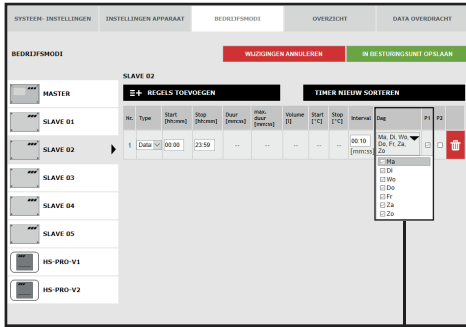 SYSTEEM- INSTELLINGEN INSTELLINGEN APPARAAT BEDRIJFSMODI OVERZICHT DATA OVERDRACHT
BEDRIJFSMODI WIJZIGINGEN ANNULEREN IN BESTURINGSUNIT OPSLAAN
SLAVE 02
REGELS TOEVOEGEN TIMER NIEUW SORTEREN
MASTER
SLAVE 01
SLAVE 02
SLAVE 03
SLAVE 04
SLAVE 05
HS-PRO-V1
HS-PRO-V2
Nr. Type Start [hh:mm] Stop [hh:mm] Duur [mm:ss] max. duur [mm:ss] Volume [l] Start [°C] Stop [°C] Interval Dag P1 P2
1 Datal 00:00 23:59 -- -- -- -- -- 00:10 [mm:ss] Ma, Di, Wo, Do, Fr, Za, Zo
Ma
Di
Wo
Do
Fr
Za
Zo